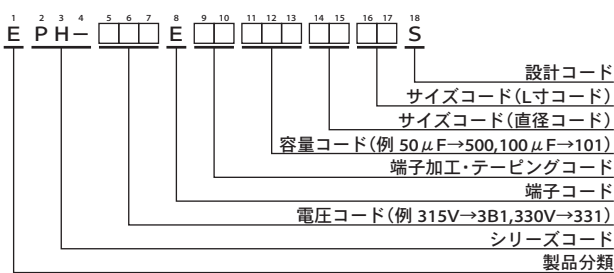 1 2 3 4 5 6 7 8 9 10 11 12 13 14 15 16 17 18
E P H － □□□ E □□ □□□ □□ □□ S
設計コード
サイズコード（L寸コード）
サイズコード（直径コード）
容量コード（例 50μF→500,100μF→101）
端子加工・テーピングコード
端子コード
電圧コード（例 315V→3B1,330V→331）
シリーズコード
製品分類